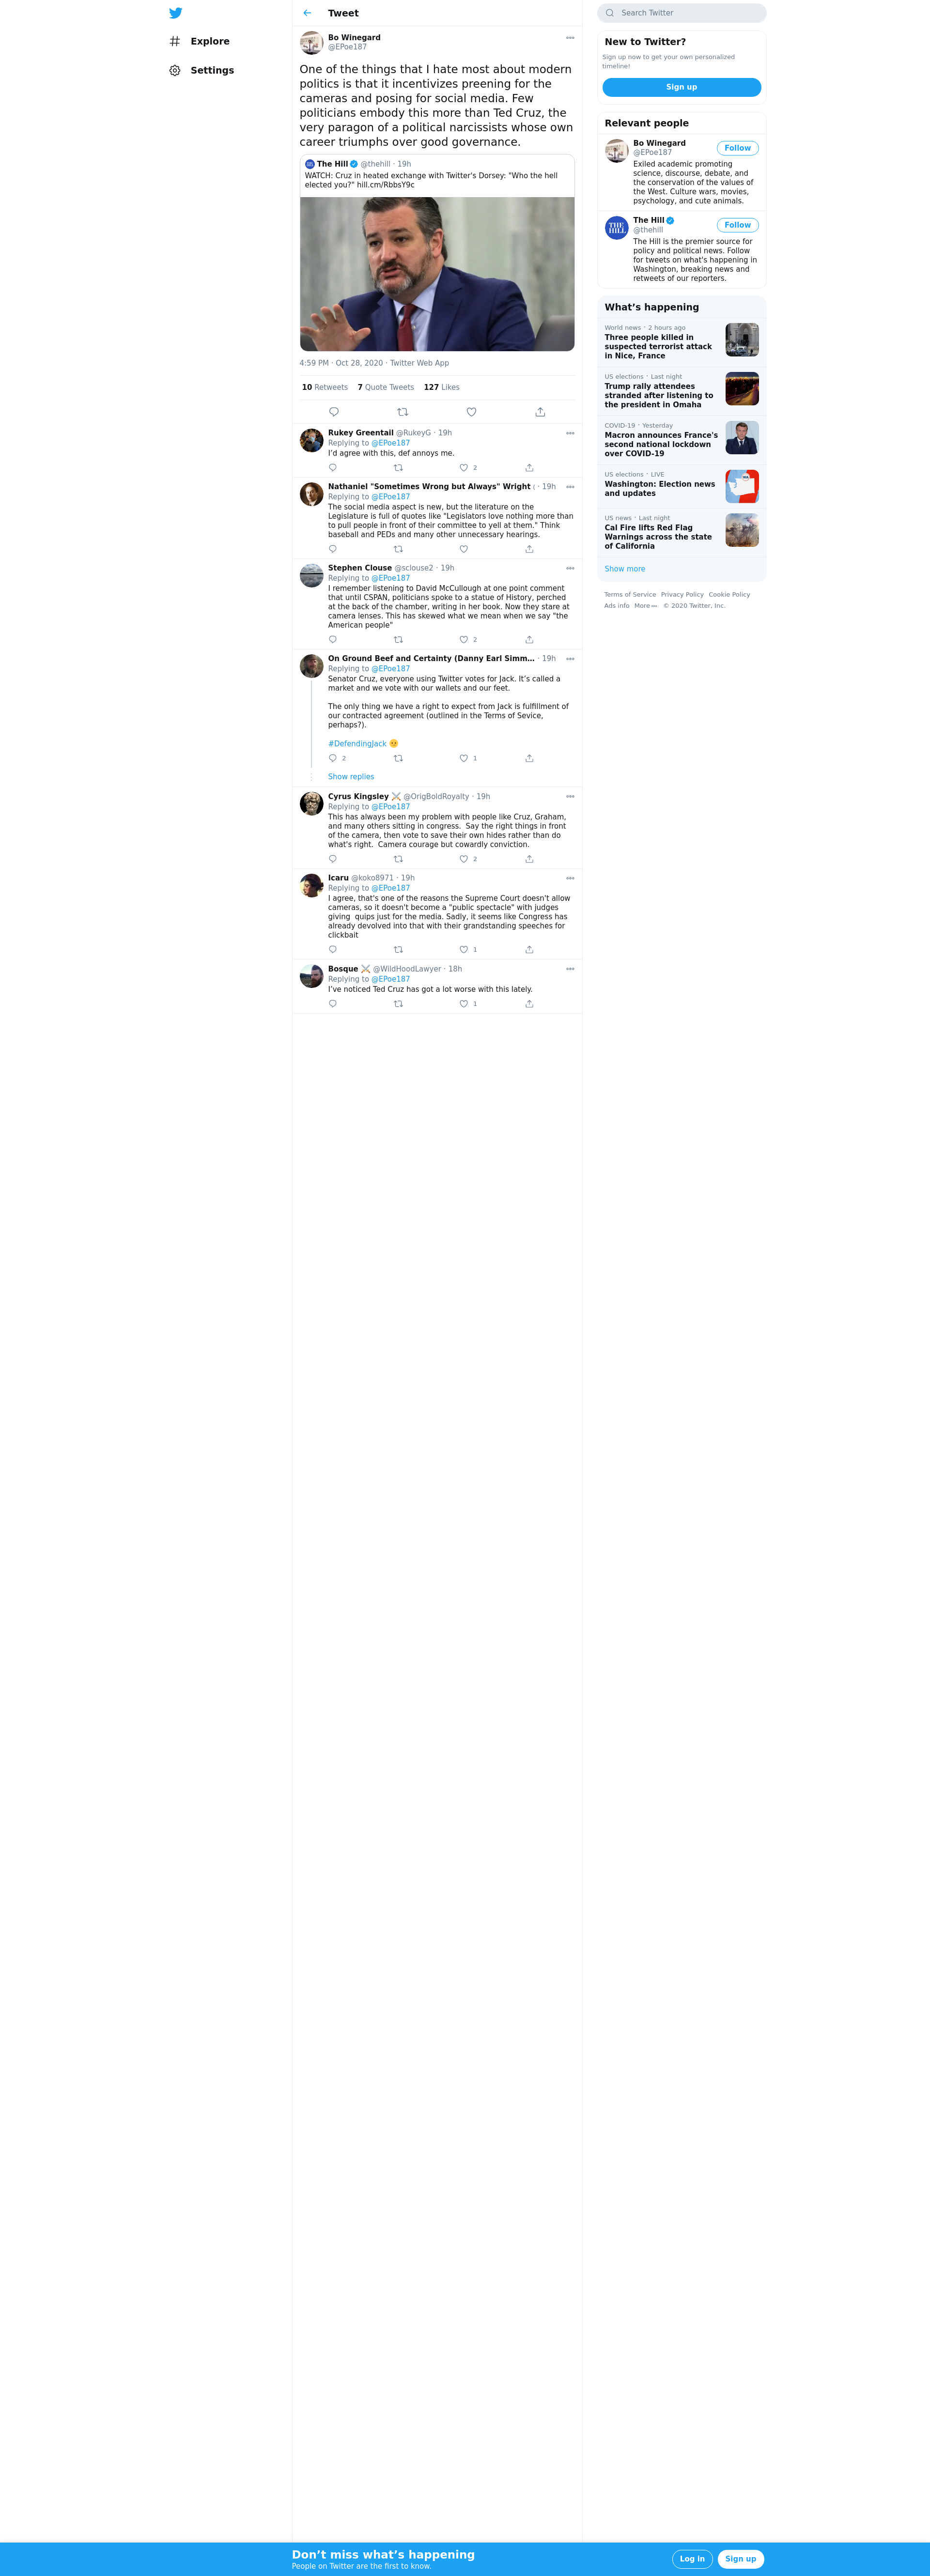 Explore
Settings
Tweet
Bo Winegard
@EPoe187
One of the things that I hate most about modern
politics is that it incentivizes preening for the
cameras and posing for social media. Few
politicians embody this more than Ted Cruz, the
very paragon of a political narcissists whose own
career triumphs over good governance.
The Hill @thehill · 19h
WATCH: Cruz in heated exchange with Twitter's Dorsey: "Who the hell
elected you?" hill.cm/RbbsY9c
4:59 PM · Oct 28, 2020 · Twitter Web App
10 Retweets 7 Quote Tweets 127 Likes
Rukey Greentail @RukeyG · 19h
Replying to @EPoe187
I’d agree with this, def annoys me.
2
Nathaniel "Sometimes Wrong but Always" Wright ( · 19h
Replying to @EPoe187
The social media aspect is new, but the literature on the
Legislature is full of quotes like "Legislators love nothing more than
to pull people in front of their committee to yell at them." Think
baseball and PEDs and many other unnecessary hearings.
Stephen Clouse @sclouse2 · 19h
Replying to @EPoe187
I remember listening to David McCullough at one point comment
that until CSPAN, politicians spoke to a statue of History, perched
at the back of the chamber, writing in her book. Now they stare at
camera lenses. This has skewed what we mean when we say "the
American people"
2
On Ground Beef and Certainty (Danny Earl Simm… · 19h
Replying to @EPoe187
Senator Cruz, everyone using Twitter votes for Jack. It’s called a
market and we vote with our wallets and our feet.
The only thing we have a right to expect from Jack is fulfillment of
our contracted agreement (outlined in the Terms of Sevice,
perhaps?).
#DefendingJack
2 1
Show replies
Cyrus Kingsley @OrigBoldRoyalty · 19h
Replying to @EPoe187
This has always been my problem with people like Cruz, Graham,
and many others sitting in congress.  Say the right things in front
of the camera, then vote to save their own hides rather than do
what's right.  Camera courage but cowardly conviction.
2
Icaru @koko8971 · 19h
Replying to @EPoe187
I agree, that's one of the reasons the Supreme Court doesn't allow
cameras, so it doesn't become a "public spectacle" with judges
giving  quips just for the media. Sadly, it seems like Congress has
already devolved into that with their grandstanding speeches for
clickbait
1
Bosque @WildHoodLawyer · 18h
Replying to @EPoe187
I’ve noticed Ted Cruz has got a lot worse with this lately.
1
Search Twitter
New to Twitter?
Sign up now to get your own personalized
timeline!
Sign up
Relevant people
Bo Winegard
@EPoe187
Follow
Exiled academic promoting
science, discourse, debate, and
the conservation of the values of
the West. Culture wars, movies,
psychology, and cute animals.
THE
HILL
The Hill
@thehill
Follow
The Hill is the premier source for
policy and political news. Follow
for tweets on what's happening in
Washington, breaking news and
retweets of our reporters.
What’s happening
World news · 2 hours ago
Three people killed in
suspected terrorist attack
in Nice, France
US elections · Last night
Trump rally attendees
stranded after listening to
the president in Omaha
COVID-19 · Yesterday
Macron announces France's
second national lockdown
over COVID-19
US elections · LIVE
Washington: Election news
and updates
US news · Last night
Cal Fire lifts Red Flag
Warnings across the state
of California
Show more
Terms of Service Privacy Policy Cookie Policy
Ads info More © 2020 Twitter, Inc.
Don’t miss what’s happening
People on Twitter are the first to know.
Log in
Sign up